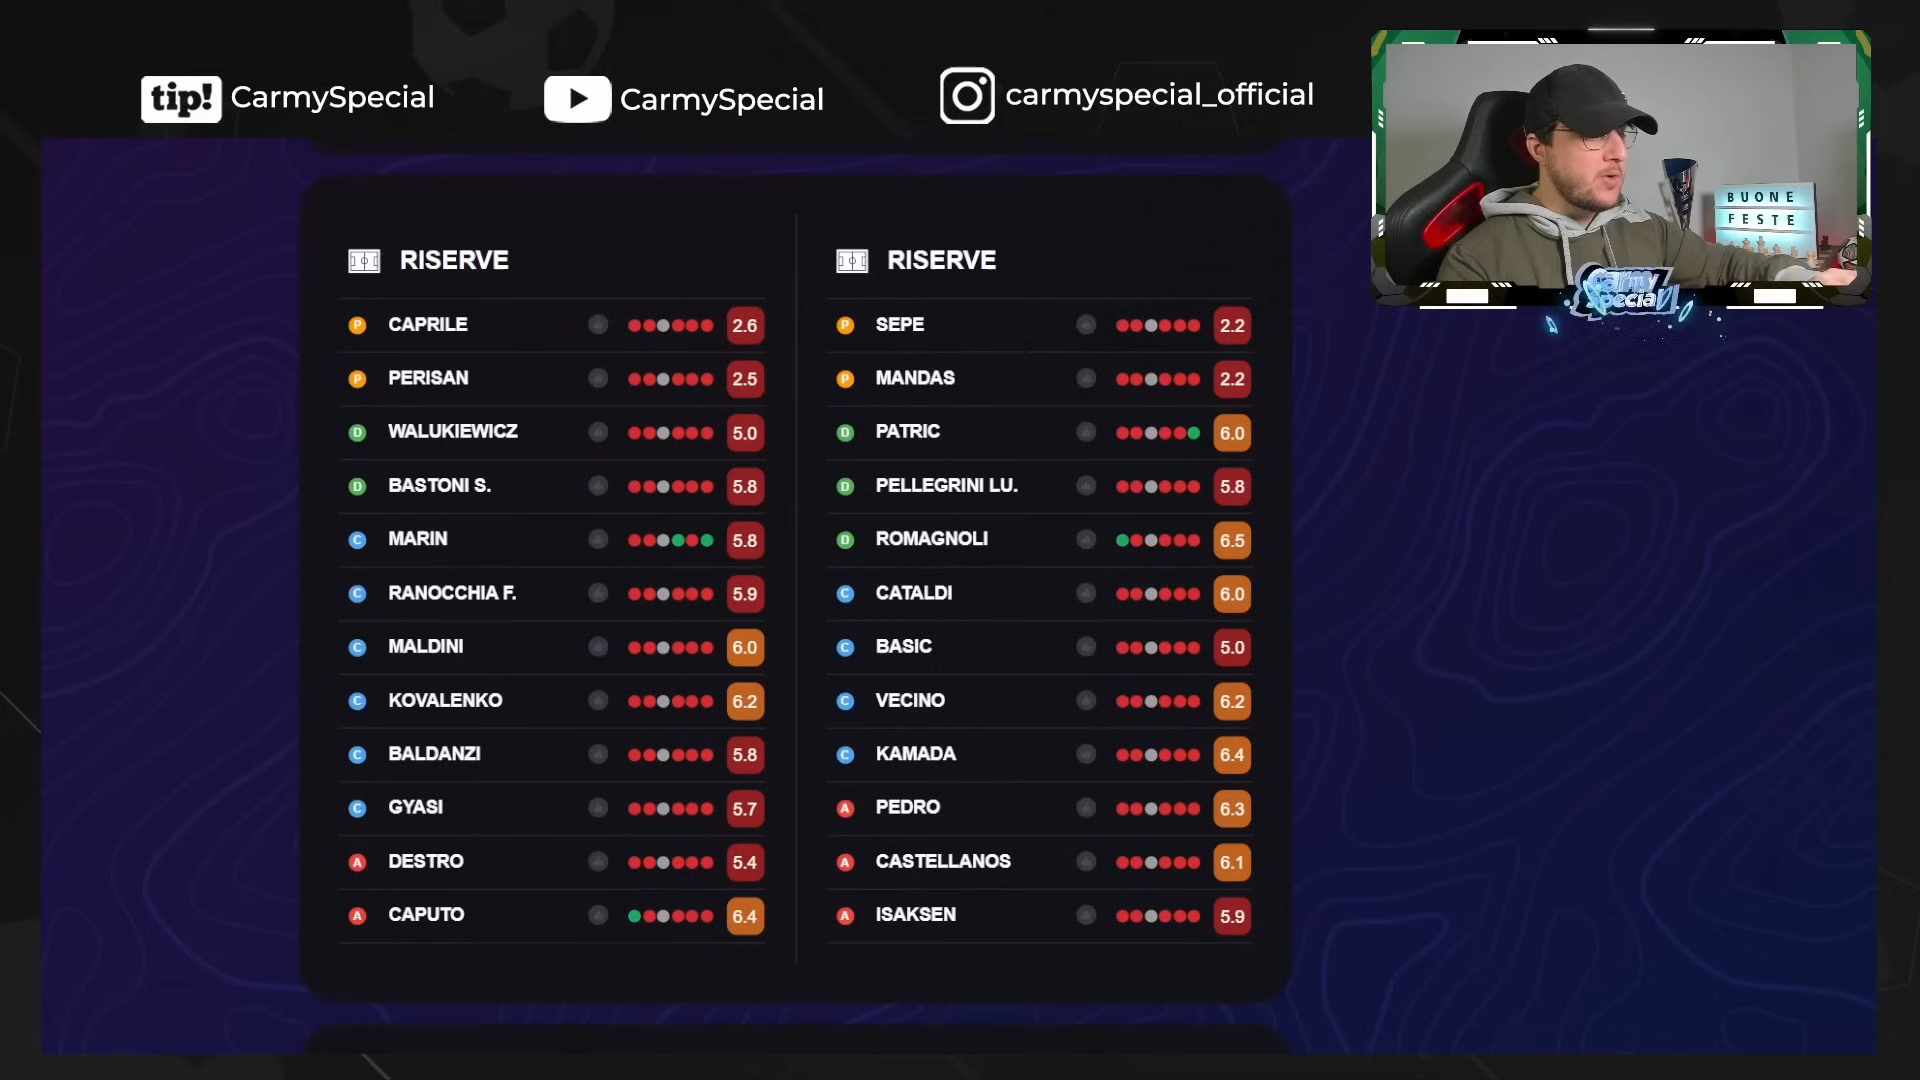 tip! CarmySpecial
CarmySpecial
carmyspecial_official
BUONE
FESTE
carmy
special
RISERVE
P CAPRILE 2.6
P PERISAN 2.5
D WALUKIEWICZ 5.0
D BASTONI S. 5.8
C MARIN 5.8
C RANOCCHIA F. 5.9
C MALDINI 6.0
C KOVALENKO 6.2
C BALDANZI 5.8
C GYASI 5.7
A DESTRO 5.4
A CAPUTO 6.4
RISERVE
P SEPE 2.2
P MANDAS 2.2
D PATRIC 6.0
D PELLEGRINI LU. 5.8
D ROMAGNOLI 6.5
C CATALDI 6.0
C BASIC 5.0
C VECINO 6.2
C KAMADA 6.4
A PEDRO 6.3
A CASTELLANOS 6.1
A ISAKSEN 5.9